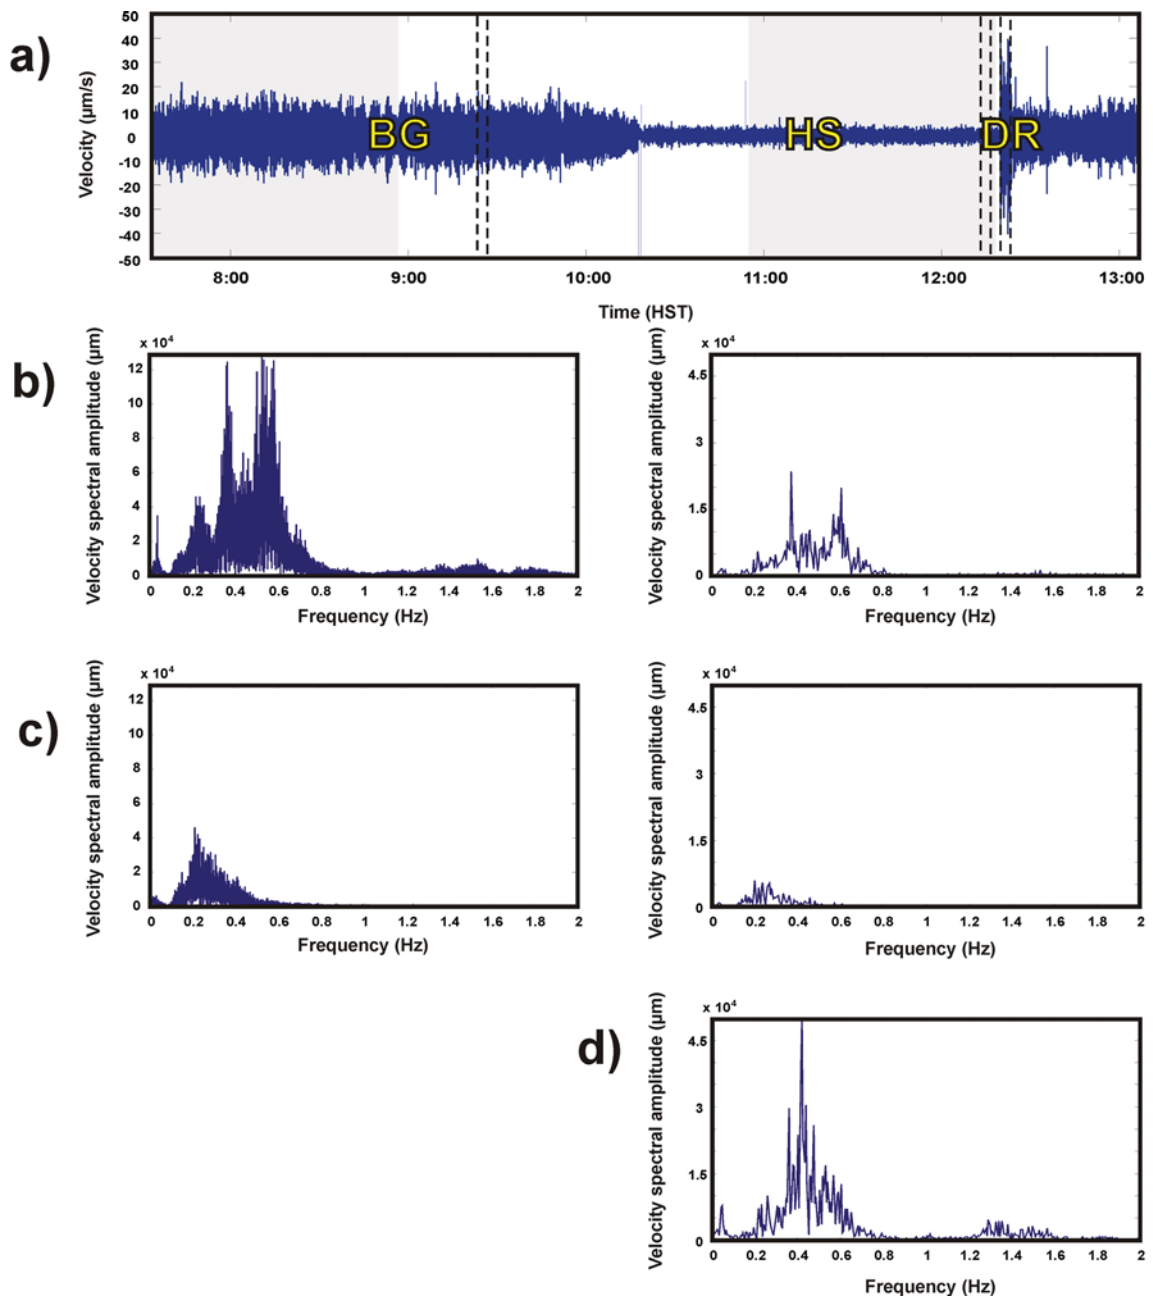 a)
Velocity (µm/s)
50
40
30
20
10
0
-10
-20
-30
-40
-50
BG
HS
DR
8:00
9:00
10:00
11:00
12:00
13:00
Time (HST)
b)
Velocity spectral amplitude (µm)
x 10⁴
12
10
8
6
4
2
0
0 0.2 0.4 0.6 0.8 1 1.2 1.4 1.6 1.8 2
Frequency (Hz)
Velocity spectral amplitude (µm)
x 10⁴
4.5
3
1.5
0
0 0.2 0.4 0.6 0.8 1 1.2 1.4 1.6 1.8 2
Frequency (Hz)
c)
Velocity spectral amplitude (µm)
x 10⁴
12
10
8
6
4
2
0
0 0.2 0.4 0.6 0.8 1 1.2 1.4 1.6 1.8 2
Frequency (Hz)
Velocity spectral amplitude (µm)
x 10⁴
4.5
3
1.5
0
0 0.2 0.4 0.6 0.8 1 1.2 1.4 1.6 1.8 2
Frequency (Hz)
d)
Velocity spectral amplitude (µm)
x 10⁴
4.5
3
1.5
0
0 0.2 0.4 0.6 0.8 1 1.2 1.4 1.6 1.8 2
Frequency (Hz)